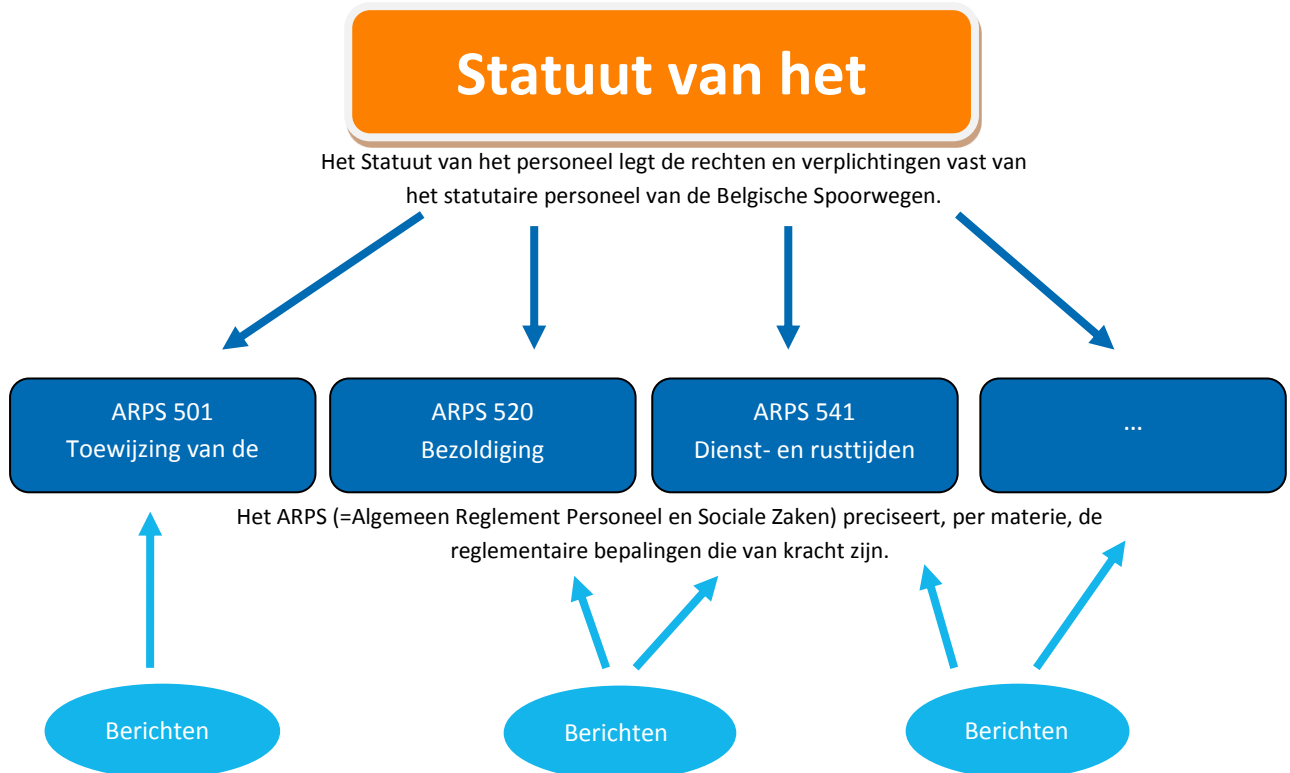 Statuut van het
Het Statuut van het personeel legt de rechten en verplichtingen vast van
het statutaire personeel van de Belgische Spoorwegen.
ARPS 501
Toewijzing van de
ARPS 520
Bezoldiging
ARPS 541
Dienst- en rusttijden
...
Het ARPS (=Algemeen Reglement Personeel en Sociale Zaken) preciseert, per materie, de
reglementaire bepalingen die van kracht zijn.
Berichten
Berichten
Berichten